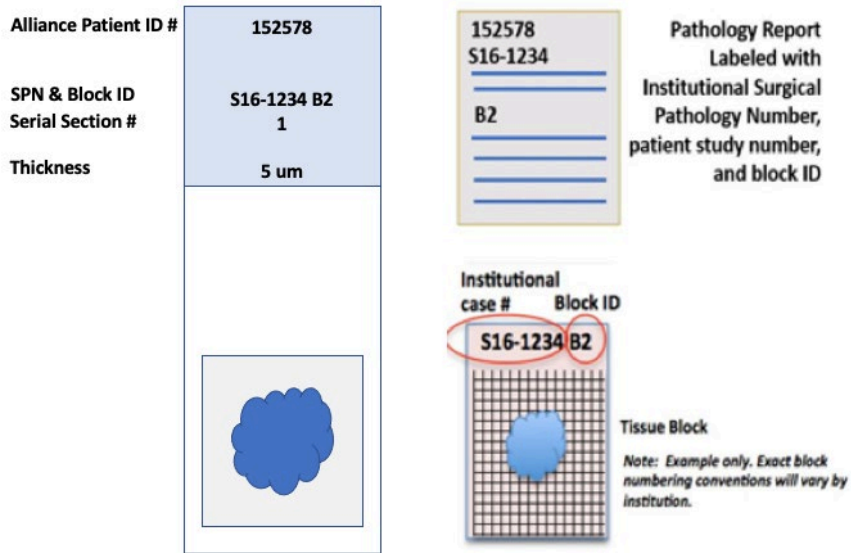 Alliance Patient ID # 152578
SPN & Block ID S16-1234 B2
Serial Section # 1
Thickness 5 um
152578
S16-1234
B2
Pathology Report
Labeled with
Institutional Surgical
Pathology Number,
patient study number,
and block ID
Institutional
case # Block ID
S16-1234 B2
Tissue Block
Note: Example only. Exact block
numbering conventions will vary by
institution.